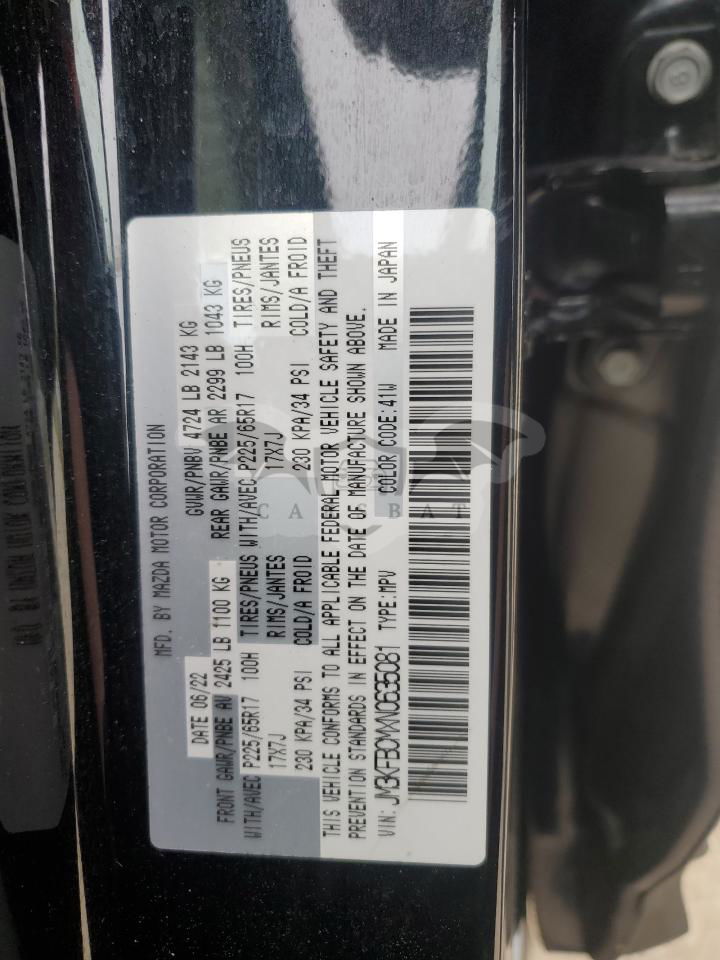 MFD. BY MAZDA MOTOR CORPORATION
DATE 06/22 GVWR/PNBV 4724 LB 2143 KG
FRONT GAWR/PNBE AV 2425 LB 1100 KG REAR GAWR/PNBE AR 2299 LB 1043 KG
WITH/AVEC P225/65R17 100H TIRES/PNEUS WITH/AVEC P225/65R17 100H TIRES/PNEUS
17X7J RIMS/JANTES 17X7J RIMS/JANTES
230 KPA/34 PSI COLD/A FROID 230 KPA/34 PSI COLD/A FROID
THIS VEHICLE CONFORMS TO ALL APPLICABLE FEDERAL MOTOR VEHICLE SAFETY AND THEFT
PREVENTION STANDARDS IN EFFECT ON THE DATE OF MANUFACTURE SHOWN ABOVE.
VIN: JM3KFBCMXN0635081 TYPE:MPV COLOR CODE:41W MADE IN JAPAN
CA BAT